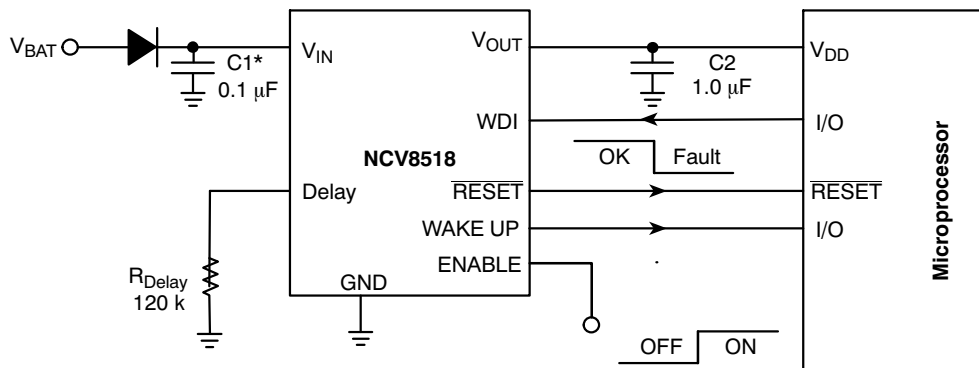 V_BAT
C1*
0.1 μF
V_IN
V_OUT
C2
1.0 μF
V_DD
WDI
I/O
NCV8518
OK
Fault
Delay
RESET
RESET
WAKE UP
I/O
R_Delay
120 k
ENABLE
GND
OFF
ON
Microprocessor